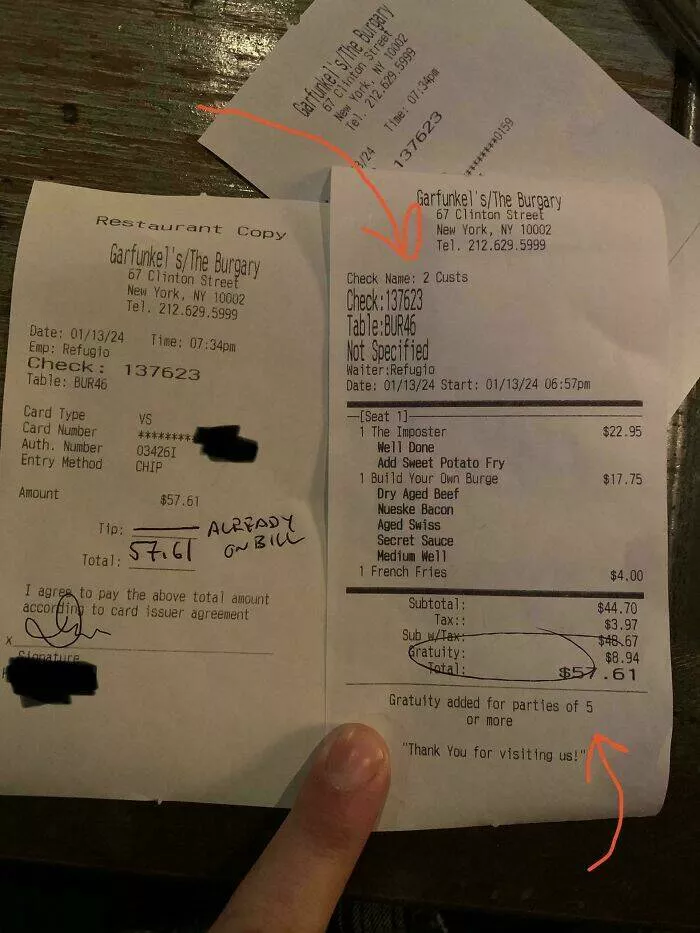 Garfunkel's/The Burgary
67 Clinton Street
New York, NY 10002
Tel. 212.629.5999
3/24 Time: 07:34pm
137623
******0159
Restaurant Copy
Garfunkel's/The Burgary
67 Clinton Street
New York, NY 10002
Tel. 212.629.5999
Date: 01/13/24 Time: 07:34pm
Emp: Refugio
Check: 137623
Table: BUR46
Card Type VS
Card Number *********
Auth. Number 03426I
Entry Method CHIP
Amount $57.61
Tip: ALREADY
ON BILL
Total: 57.61
I agree to pay the above total amount
according to card issuer agreement
x
Signature
Garfunkel's/The Burgary
67 Clinton Street
New York, NY 10002
Tel. 212.629.5999
Check Name: 2 Custs
Check:137623
Table:BUR46
Not Specified
Waiter:Refugio
Date: 01/13/24 Start: 01/13/24 06:57pm
[Seat 1]
1 The Imposter $22.95
Well Done
Add Sweet Potato Fry
1 Build Your Own Burge $17.75
Dry Aged Beef
Nueske Bacon
Aged Swiss
Secret Sauce
Medium Well
1 French Fries $4.00
Subtotal: $44.70
Tax:: $3.97
Sub w/Tax: $48.67
Gratuity: $8.94
Total: $57.61
Gratuity added for parties of 5
or more
"Thank You for visiting us!"